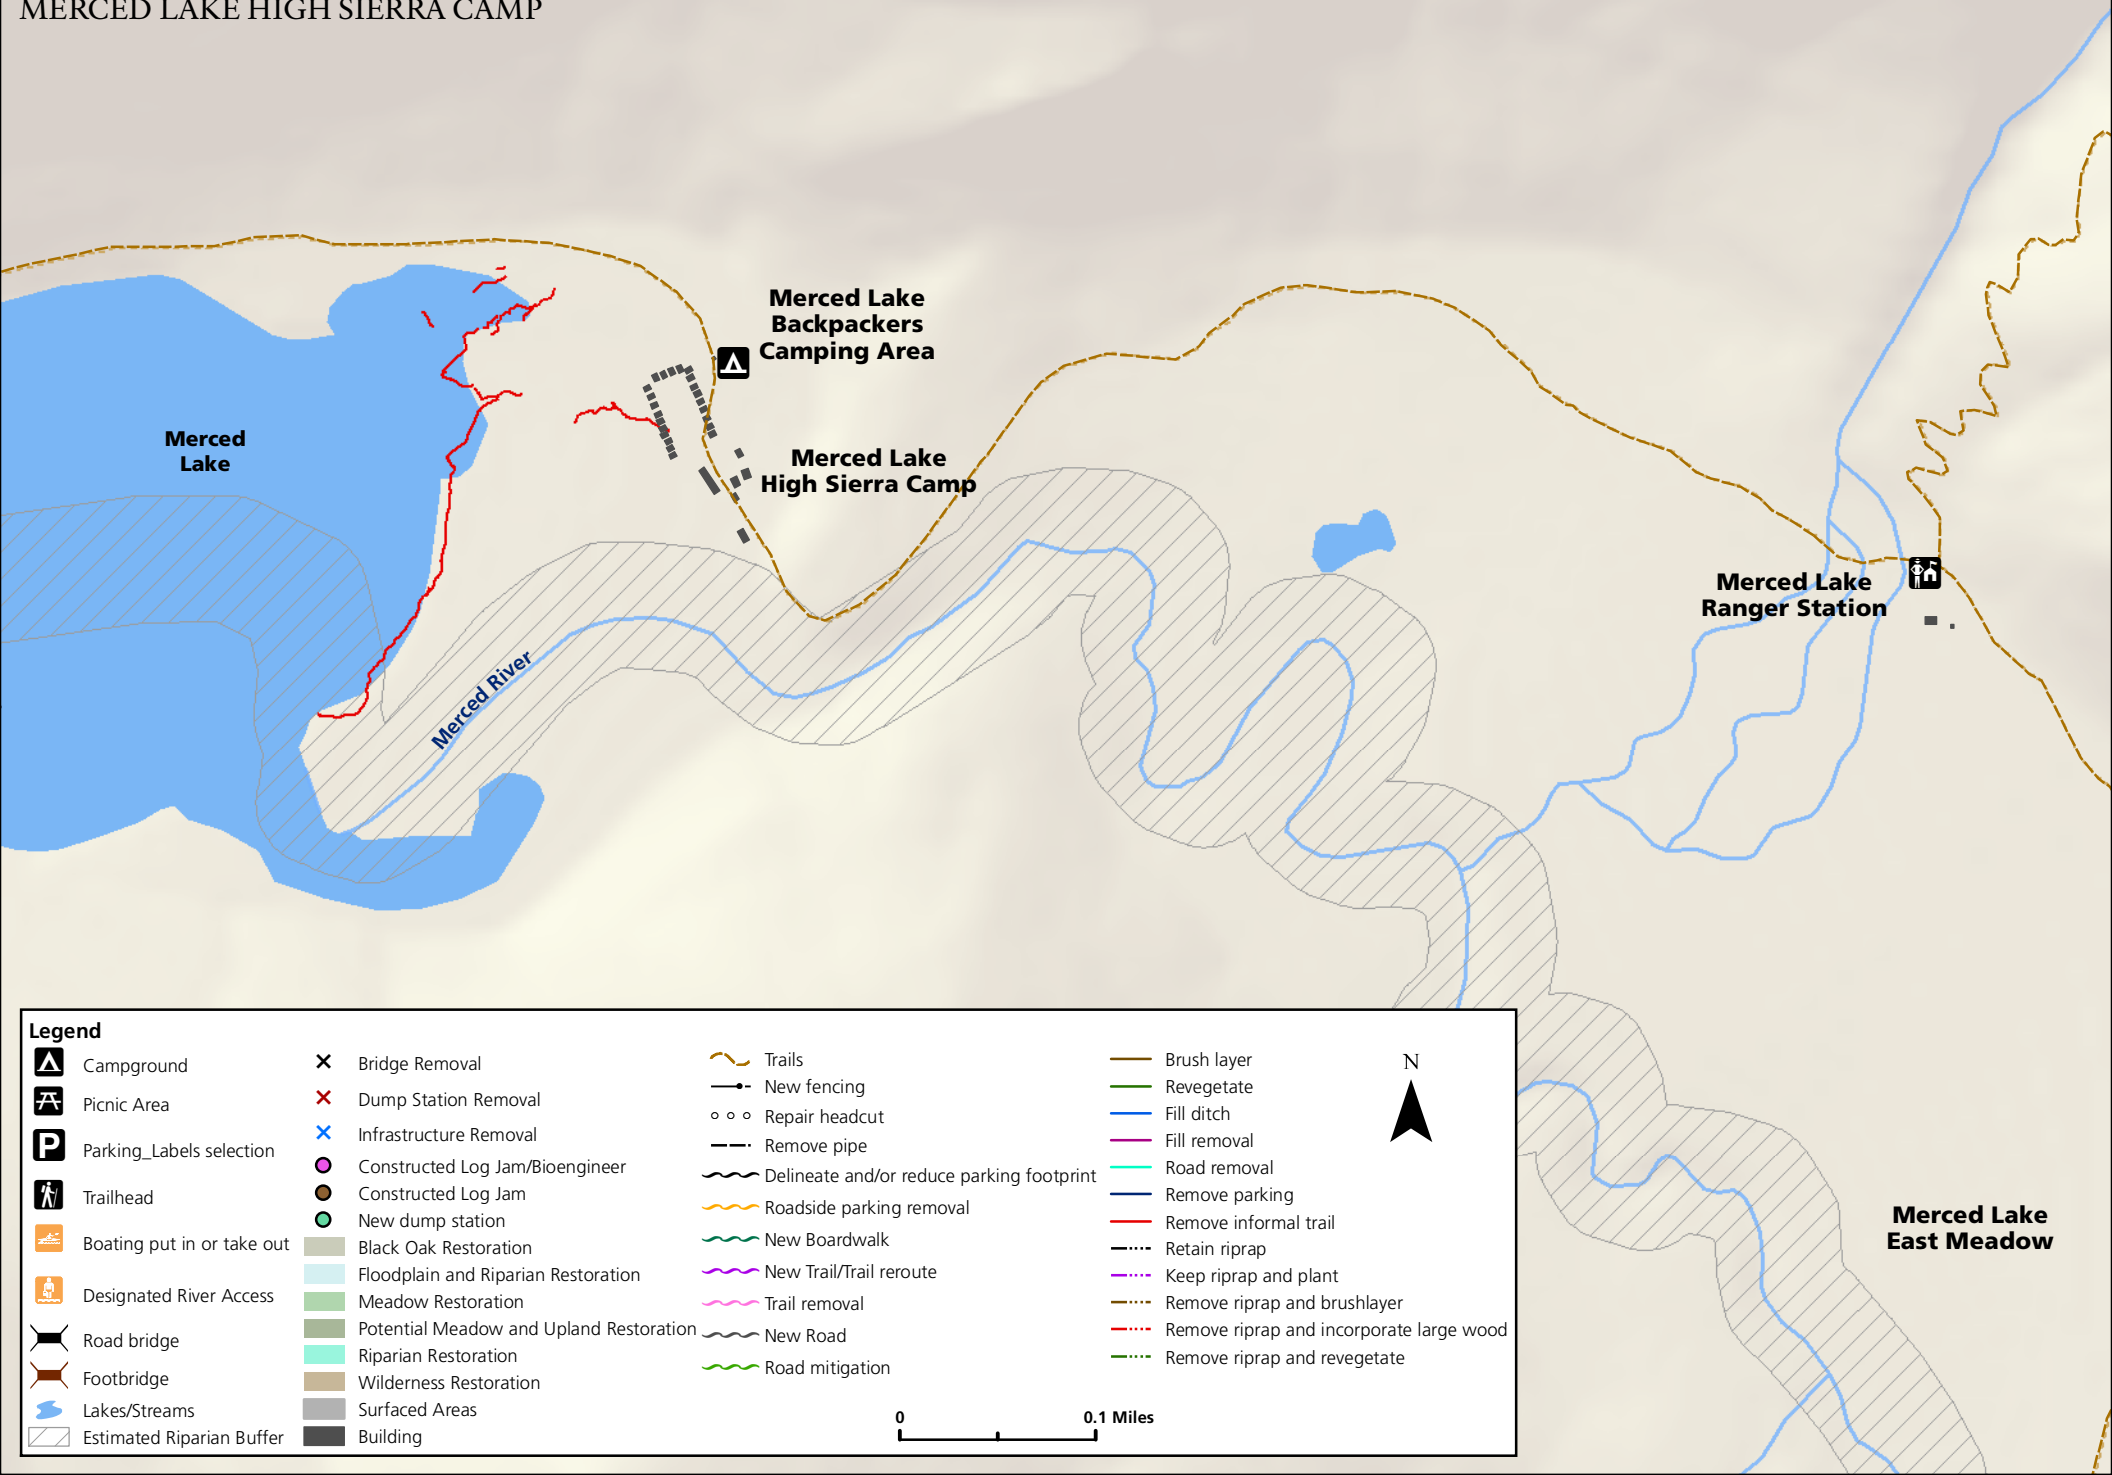 MERCED LAKE HIGH SIERRA CAMP
Merced Lake
Backpackers
Camping Area
Merced
Lake
Merced Lake
High Sierra Camp
Merced Lake
Ranger Station
Merced River
Merced Lake
East Meadow
Legend
Campground
Picnic Area
P
Parking_Labels selection
Trailhead
Boating put in or take out
Designated River Access
Road bridge
Footbridge
Lakes/Streams
Estimated Riparian Buffer
Bridge Removal
Dump Station Removal
Infrastructure Removal
Constructed Log Jam/Bioengineer
Constructed Log Jam
New dump station
Black Oak Restoration
Floodplain and Riparian Restoration
Meadow Restoration
Potential Meadow and Upland Restoration
Riparian Restoration
Wilderness Restoration
Surfaced Areas
Building
Trails
New fencing
Repair headcut
Remove pipe
Delineate and/or reduce parking footprint
Roadside parking removal
New Boardwalk
New Trail/Trail reroute
Trail removal
New Road
Road mitigation
0 0.1 Miles
Brush layer
Revegetate
Fill ditch
Fill removal
Road removal
Remove parking
Remove informal trail
Retain riprap
Keep riprap and plant
Remove riprap and brushlayer
Remove riprap and incorporate large wood
Remove riprap and revegetate
N